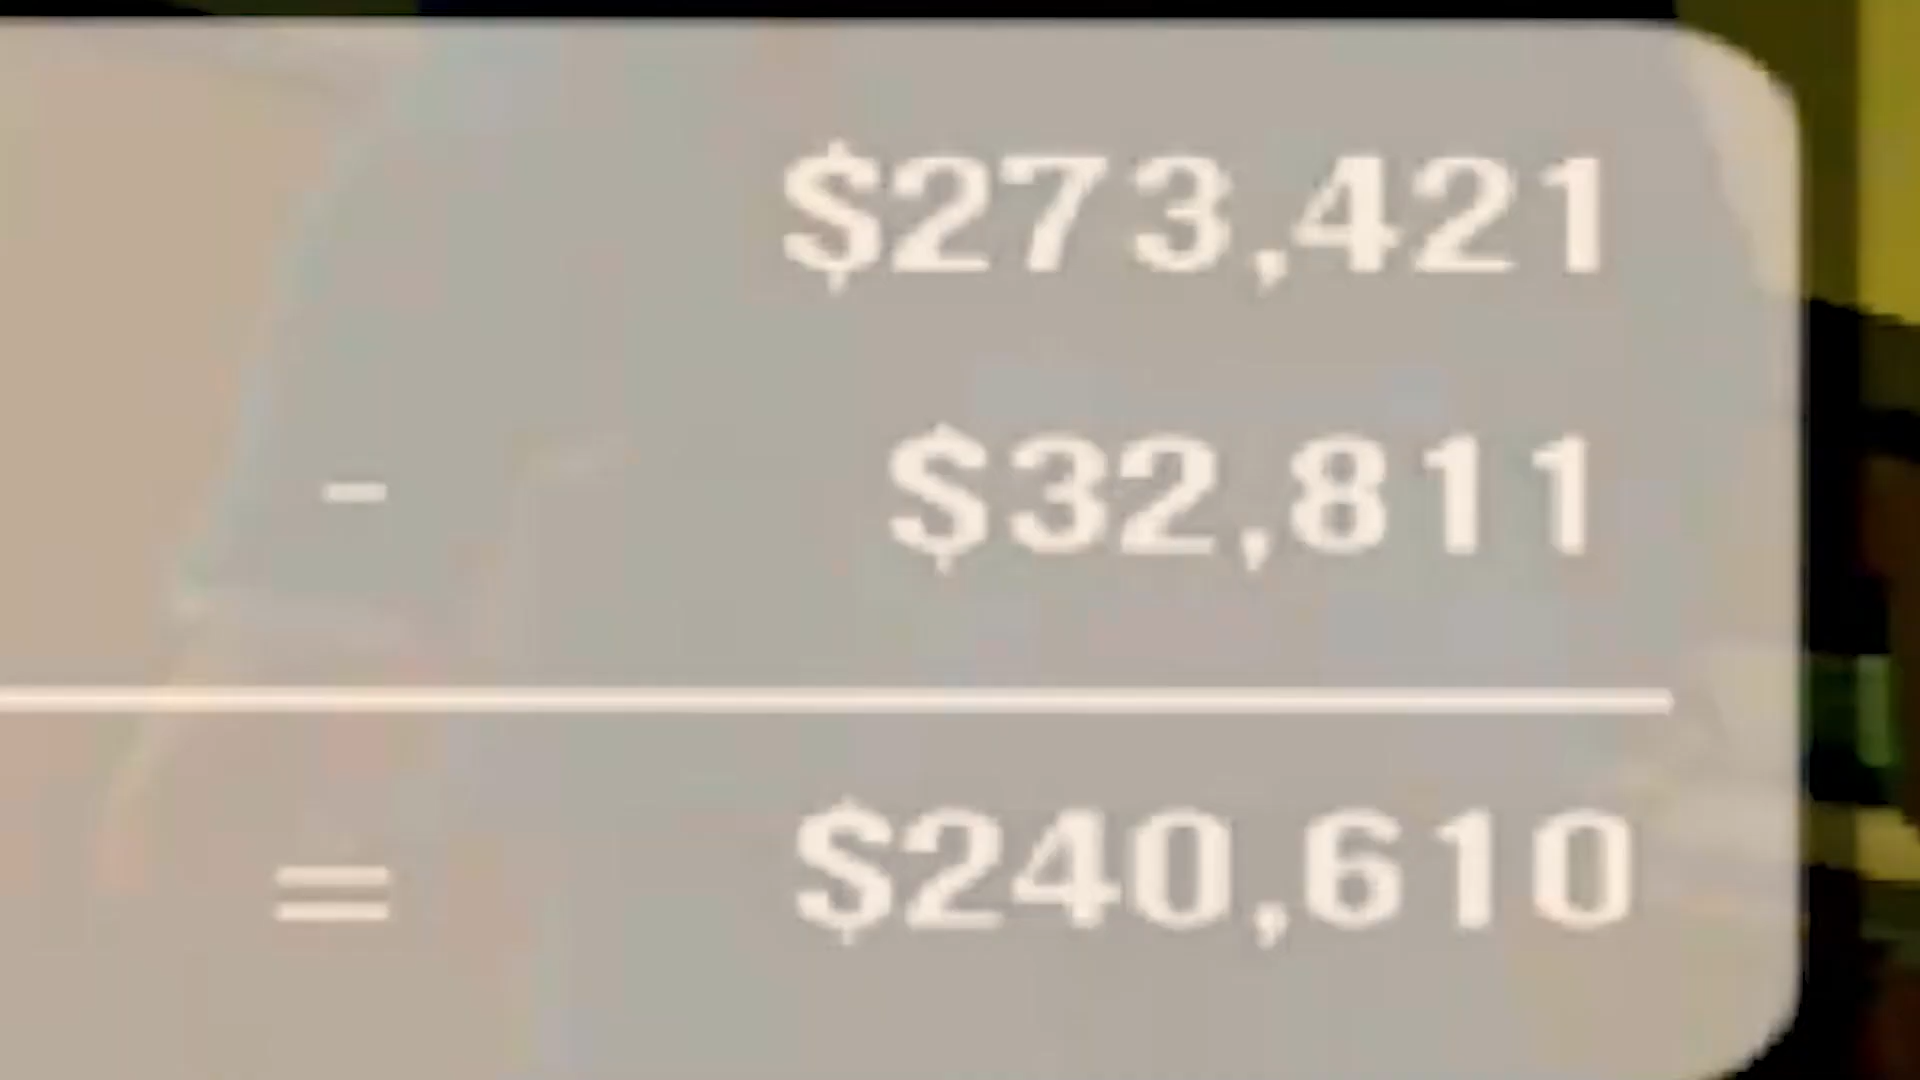 $273,421
- $32,811
= $240,610